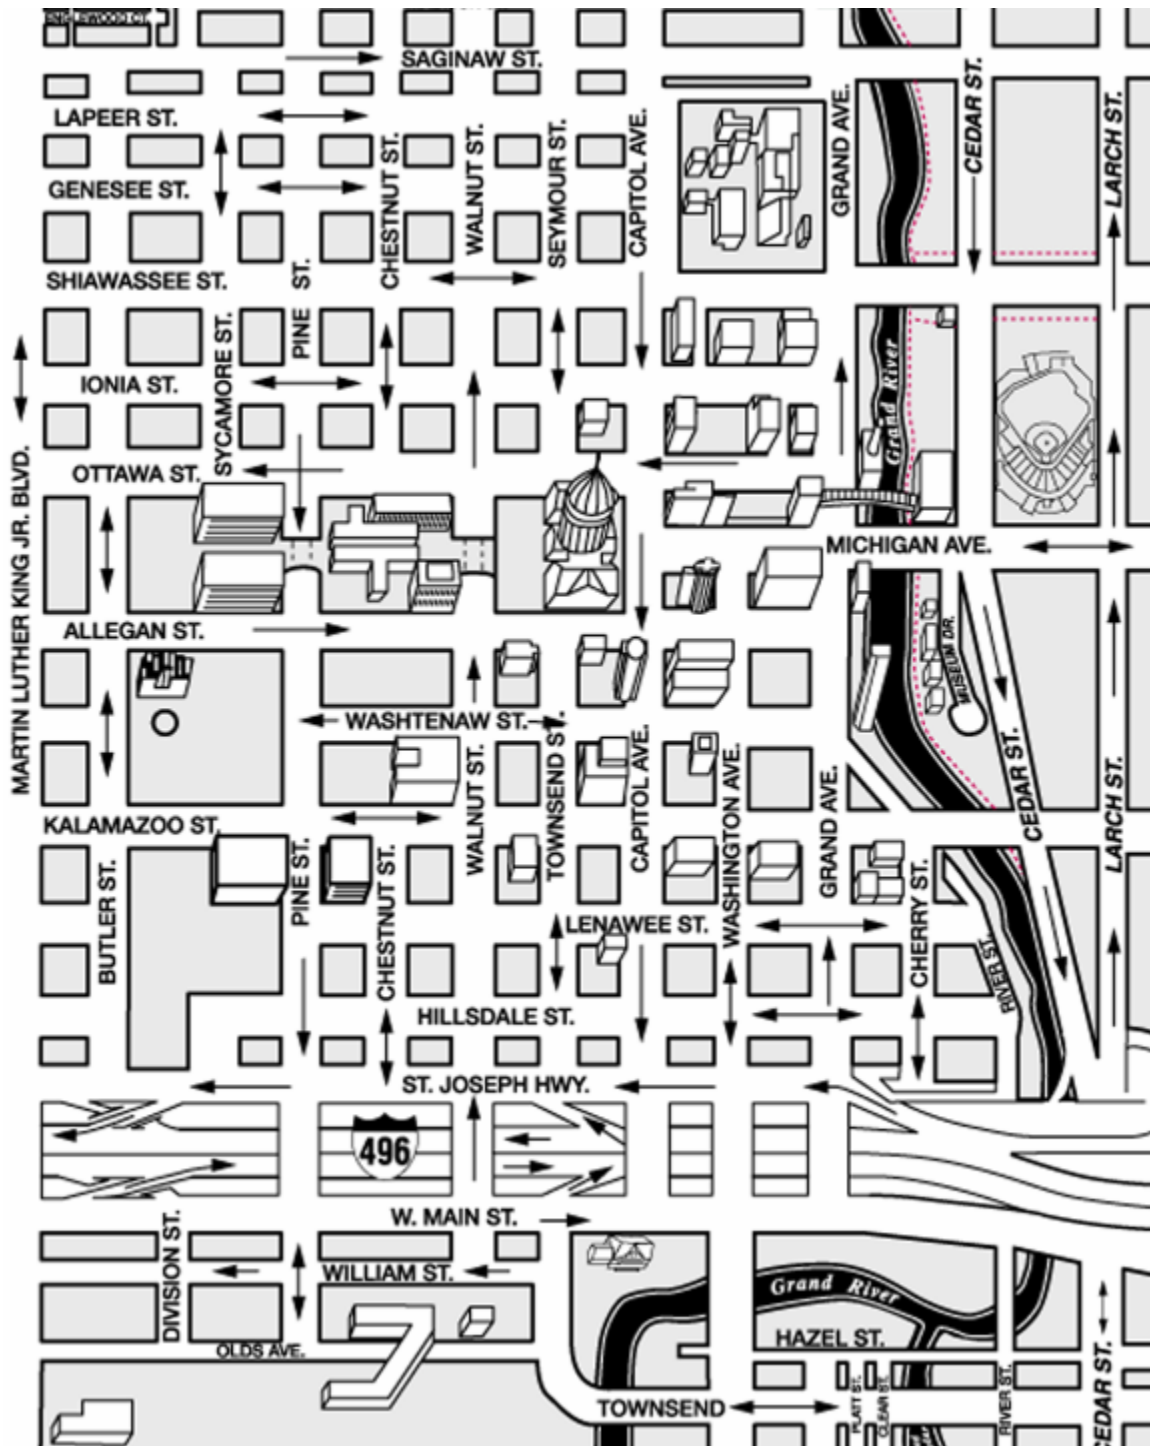 ENGLEWOOD CT.
SAGINAW ST.
CEDAR ST.
LARCH ST.
LAPEER ST.
CHESTNUT ST.
WALNUT ST.
SEYMOUR ST.
CAPITOL AVE.
GRAND AVE.
GENESEE ST.
SHIAWASSEE ST.
PINE ST.
SYCAMORE ST.
IONIA ST.
Grand River
MARTIN LUTHER KING JR. BLVD.
OTTAWA ST.
MICHIGAN AVE.
ALLEGAN ST.
MUSEUM DR.
WASHTENAW ST.
WALNUT ST.
TOWNSEND ST.
CAPITOL AVE.
WASHINGTON AVE.
GRAND AVE.
CEDAR ST.
LARCH ST.
KALAMAZOO ST.
BUTLER ST.
PINE ST.
CHESTNUT ST.
LENAWEE ST.
CHERRY ST.
RIVER ST.
HILLSDALE ST.
ST. JOSEPH HWY.
496
W. MAIN ST.
DIVISION ST.
WILLIAM ST.
Grand River
HAZEL ST.
OLDS AVE.
TOWNSEND
PLATT ST.
CLEAR ST.
RIVER ST.
CEDAR ST.